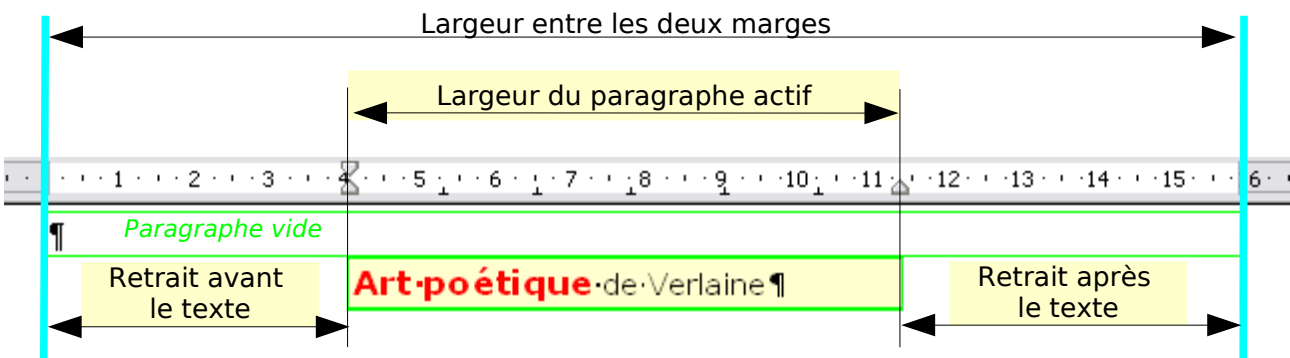 Largeur entre les deux marges
Largeur du paragraphe actif
1 2 3 4 5 6 7 8 9 10 11 12 13 14 15 6
¶ Paragraphe vide
Retrait avant
le texte
Art·poétique·de·Verlaine¶
Retrait après
le texte